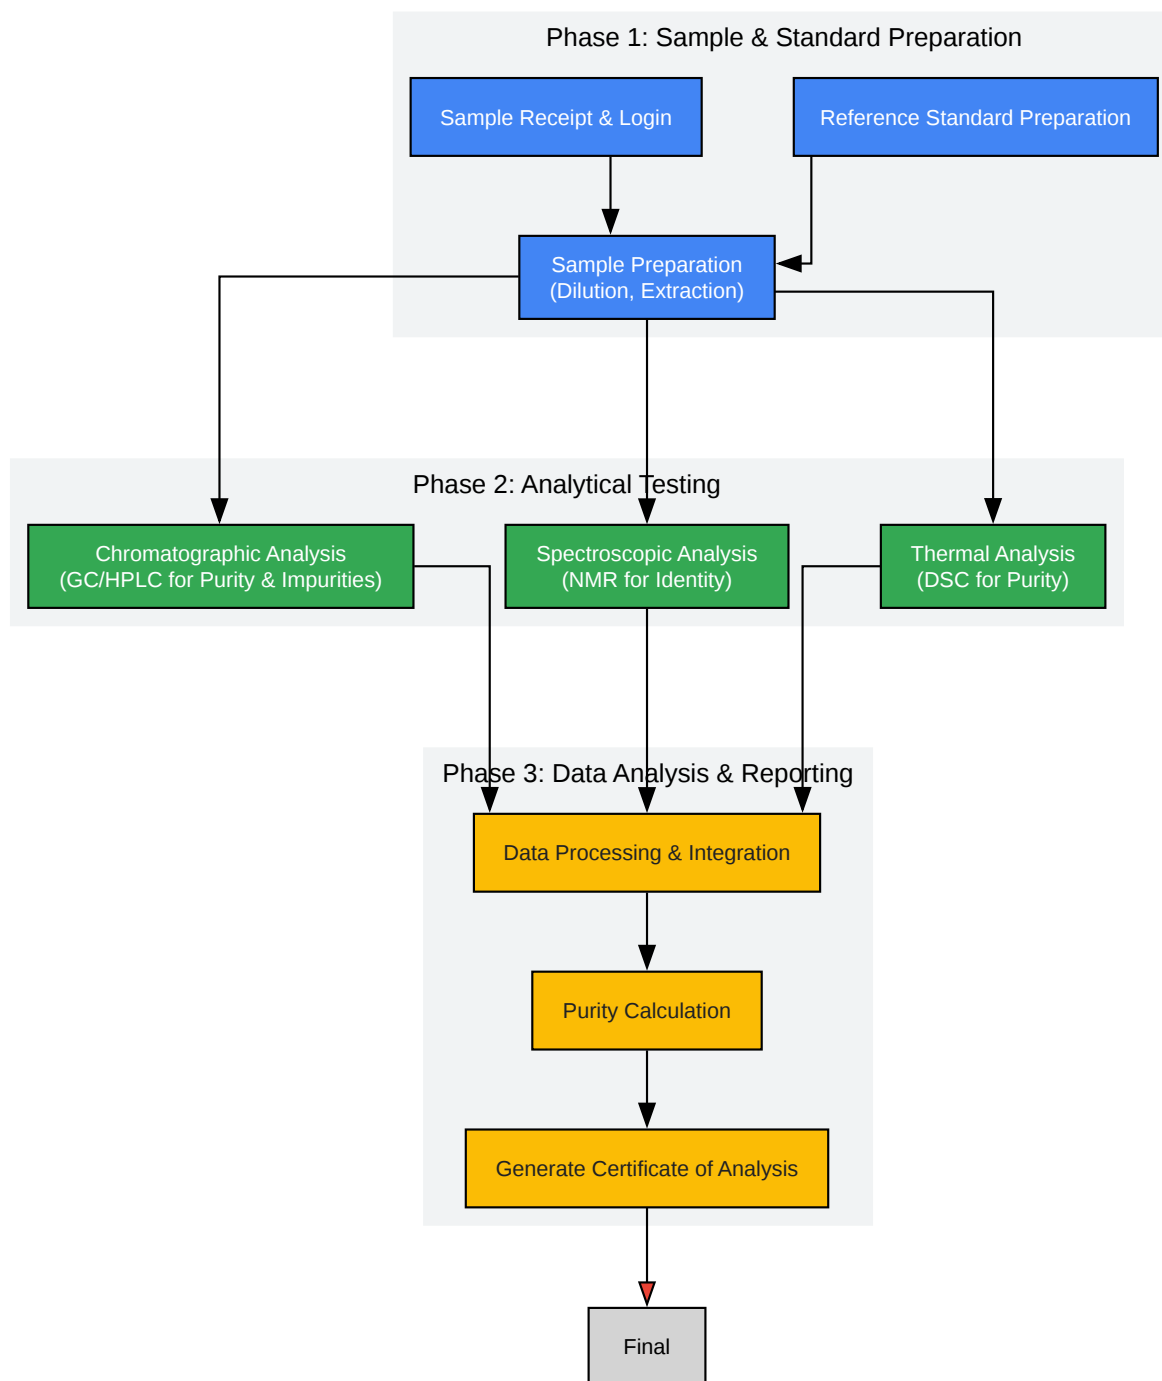 Phase 1: Sample & Standard Preparation
Sample Receipt & Login
Reference Standard Preparation
Sample Preparation
(Dilution, Extraction)
Phase 2: Analytical Testing
Chromatographic Analysis
(GC/HPLC for Purity & Impurities)
Spectroscopic Analysis
(NMR for Identity)
Thermal Analysis
(DSC for Purity)
Phase 3: Data Analysis & Reporting
Data Processing & Integration
Purity Calculation
Generate Certificate of Analysis
Final